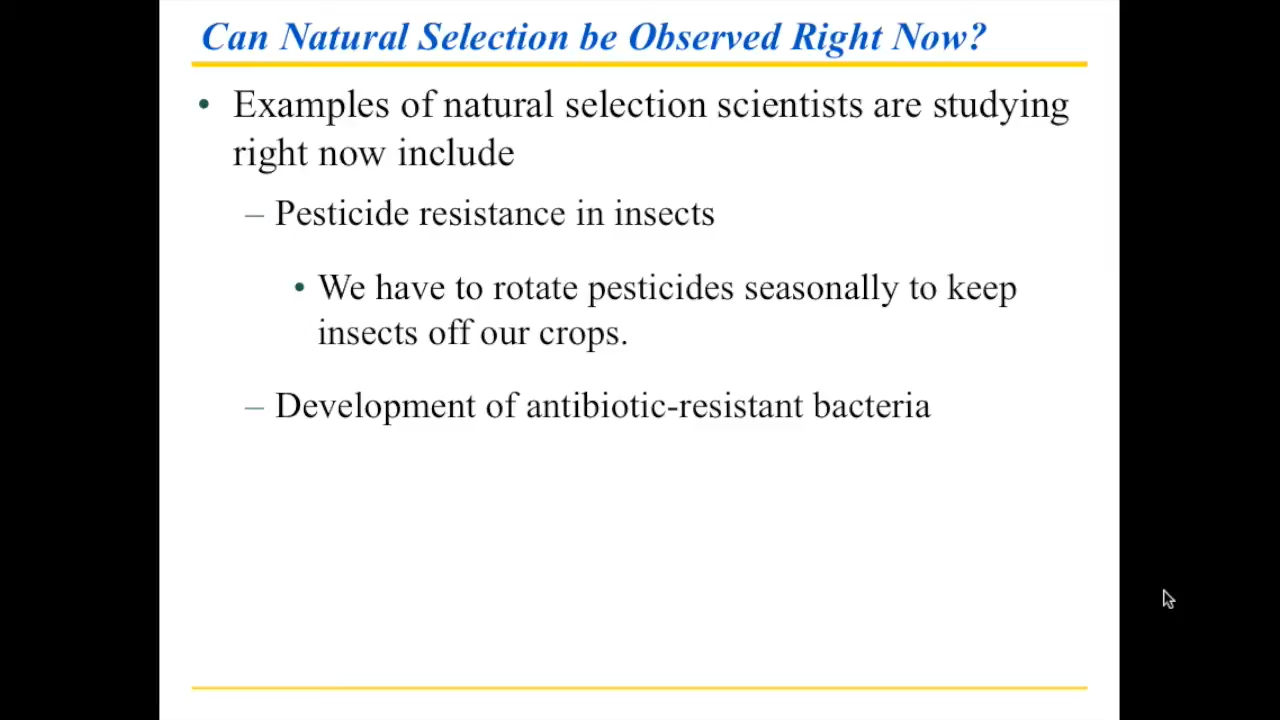 Can Natural Selection be Observed Right Now?
• Examples of natural selection scientists are studying
right now include
– Pesticide resistance in insects
• We have to rotate pesticides seasonally to keep
insects off our crops.
– Development of antibiotic-resistant bacteria